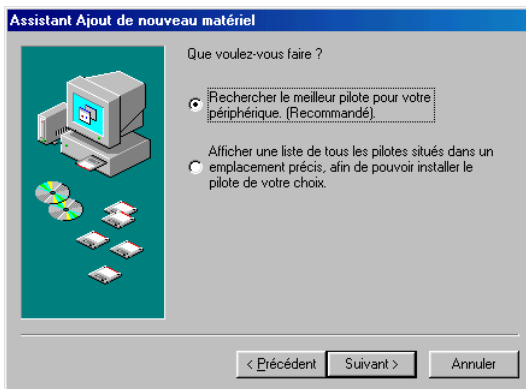 Assistant Ajout de nouveau matériel
Que voulez-vous faire ?
Rechercher le meilleur pilote pour votre
périphérique. (Recommandé).
Afficher une liste de tous les pilotes situés dans un
emplacement précis, afin de pouvoir installer le
pilote de votre choix.
< Précédent
Suivant >
Annuler